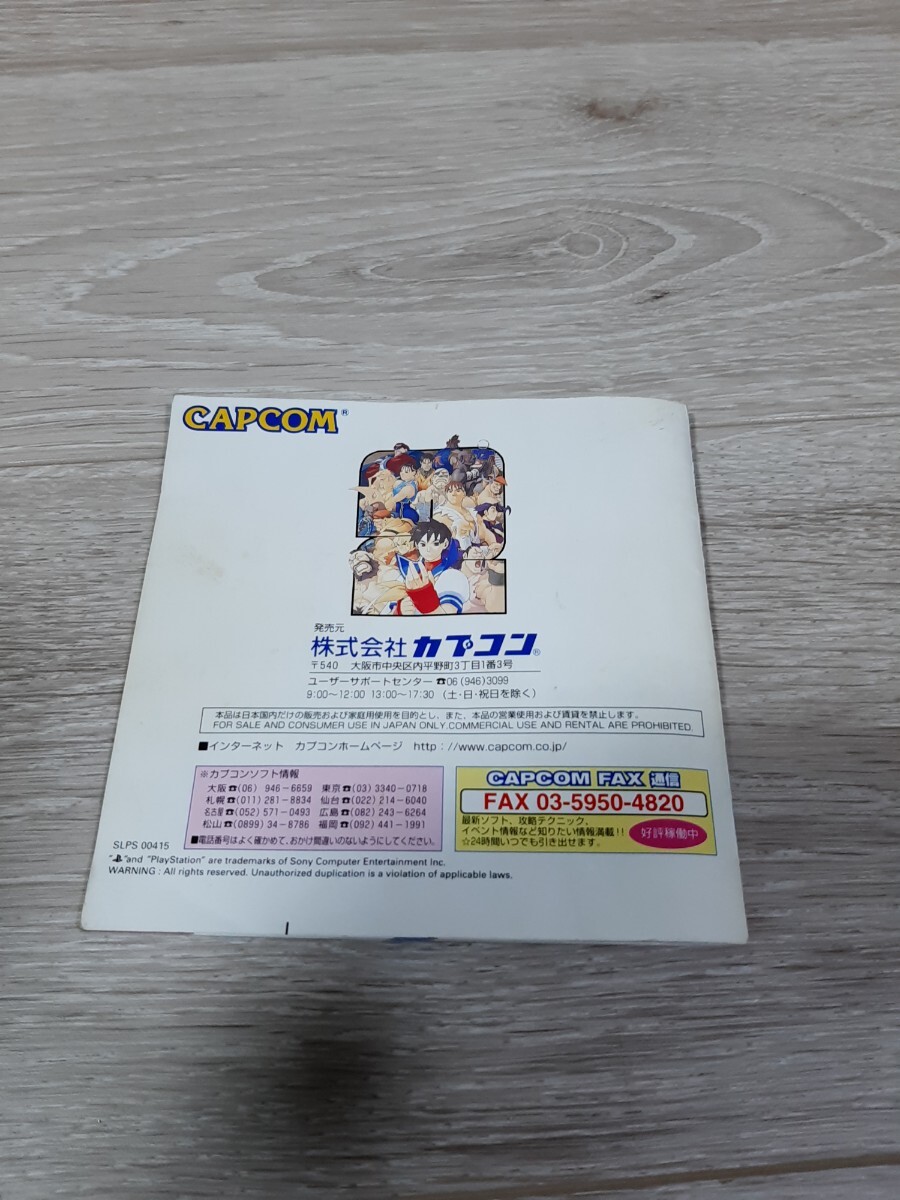 CAPCOM®
発売元
株式会社 カプコン®
〒540 大阪市中央区内平野町3丁目1番3号
ユーザーサポートセンター ☎06(946)3099
9:00～12:00 13:00～17:30 (土・日・祝日を除く)
本品は日本国内だけの販売および家庭用使用を目的とし、また、本品の営業使用および賃貸を禁止します。
FOR SALE AND CONSUMER USE IN JAPAN ONLY.COMMERCIAL USE AND RENTAL ARE PROHIBITED.
■インターネット カプコンホームページ http://www.capcom.co.jp/
※カプコンソフト情報
大阪☎(06) 946-6659 東京☎(03) 3340-0718
札幌☎(011) 281-8834 仙台☎(022) 214-6040
名古屋☎(052) 571-0493 広島☎(082) 243-6264
松山☎(0899) 34-8786 福岡☎(092) 441-1991
■電話番号はよく確かめて、おかけ間違いのないようにしてください。
CAPCOM FAX 通信
FAX 03-5950-4820
最新ソフト、攻略テクニック、
イベント情報など知りたい情報満載!!
☆24時間いつでも引き出せます。
好評稼働中
SLPS 00415
"PS"and "PlayStation" are trademarks of Sony Computer Entertainment Inc.
WARNING : All rights reserved. Unauthorized duplication is a violation of applicable laws.